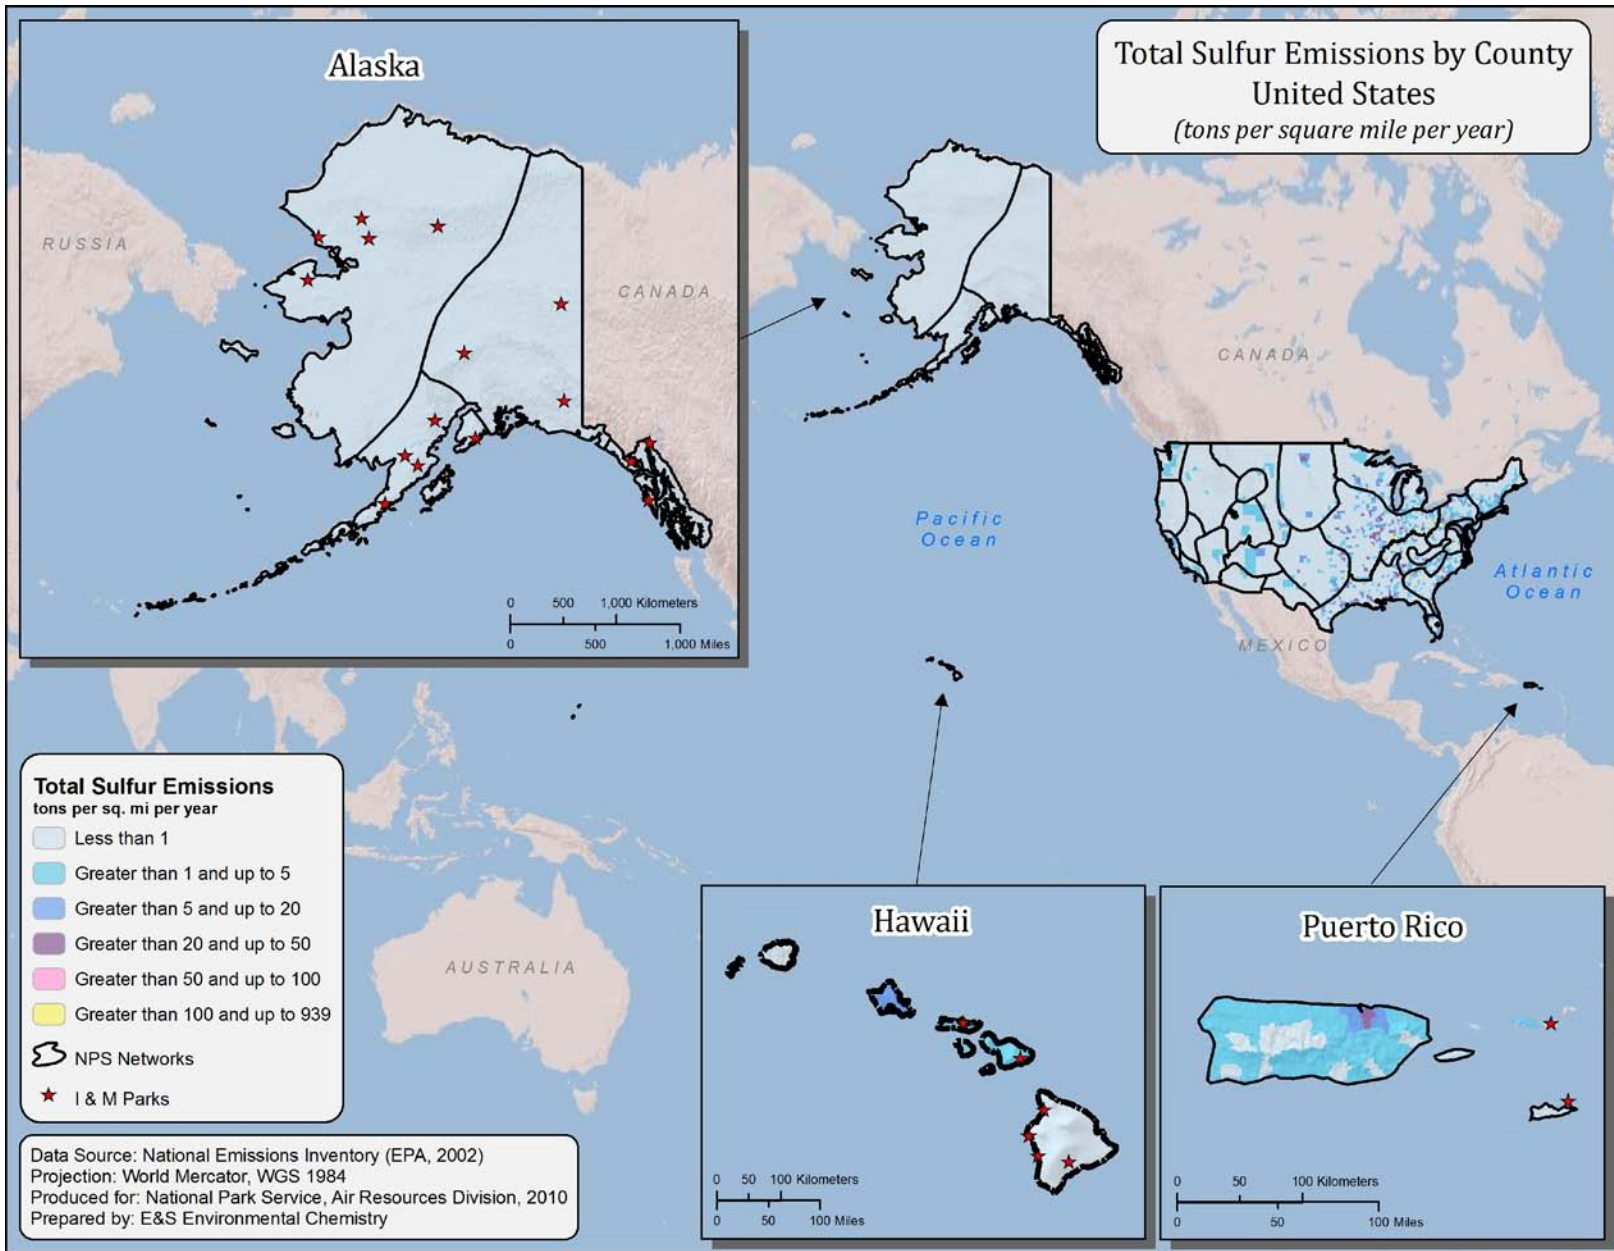 Alaska
Total Sulfur Emissions by County
United States
(tons per square mile per year)
RUSSIA
CANADA
CANADA
Pacific
Ocean
Atlantic
Ocean
MEXICO
0 500 1,000 Kilometers
0 500 1,000 Miles
Total Sulfur Emissions
tons per sq. mi per year
Less than 1
Greater than 1 and up to 5
Greater than 5 and up to 20
Greater than 20 and up to 50
Greater than 50 and up to 100
Greater than 100 and up to 939
NPS Networks
I & M Parks
AUSTRALIA
Hawaii
0 50 100 Kilometers
0 50 100 Miles
Puerto Rico
0 50 100 Kilometers
0 50 100 Miles
Data Source: National Emissions Inventory (EPA, 2002)
Projection: World Mercator, WGS 1984
Produced for: National Park Service, Air Resources Division, 2010
Prepared by: E&S Environmental Chemistry